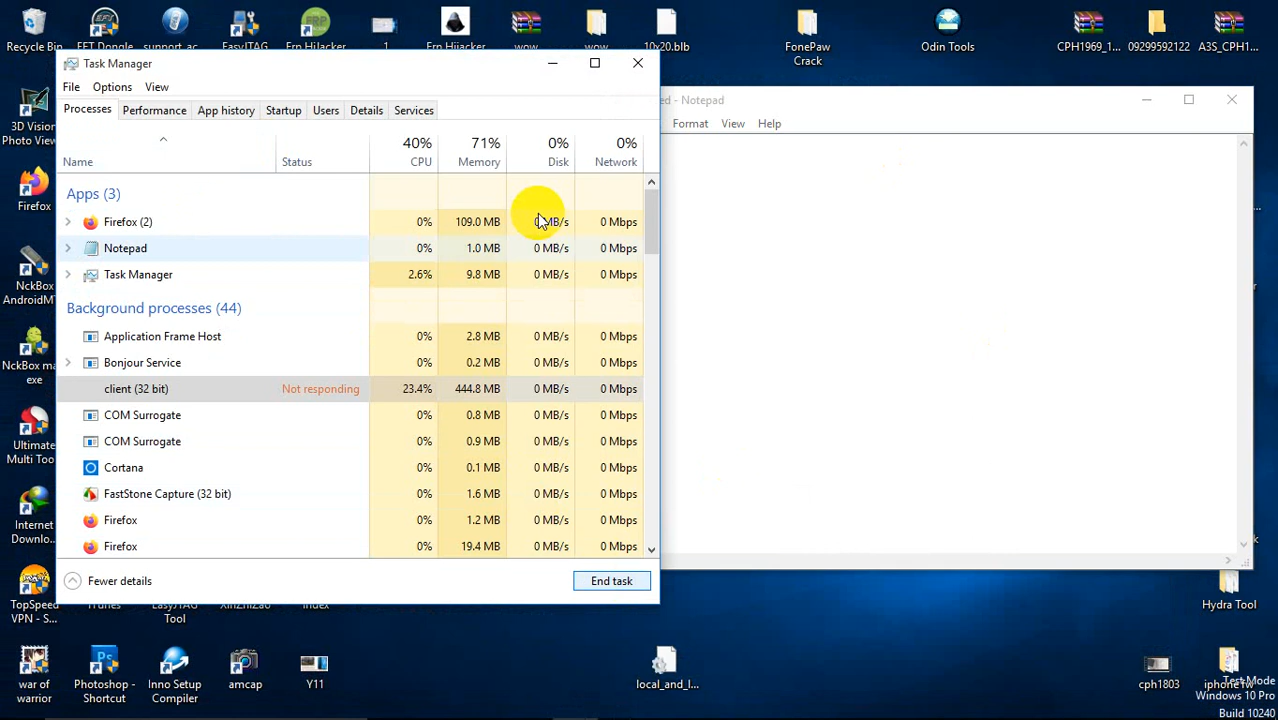 Recycle Bin
EFT Dongle
support_ac...
EasyJTAG
Frp HiJacker
1
Frp Hijacker
wow
wow
10x20.blb
FonePaw
Crack
Odin Tools
CPH1969_1...
09299592122
A3S_CPH1...
3D Vision
Photo View...
Firefox
NckBox
AndroidMT
NckBox ma
exe
Ultimate
Multi Too
Internet
Downlo...
TopSpeed
VPN - S...
iTunes
EasyJTAG
Tool
XinZhiZao
Index
war of
warrior
Photoshop -
Shortcut
Inno Setup
Compiler
amcap
Y11
local_and_l...
Hydra Tool
cph1803
Task Manager
File Options View
Processes Performance App history Startup Users Details Services
40% 71% 0% 0%
Name Status CPU Memory Disk Network
Apps (3)
Firefox (2) 0% 109.0 MB 0 MB/s 0 Mbps
Notepad 0% 1.0 MB 0 MB/s 0 Mbps
Task Manager 2.6% 9.8 MB 0 MB/s 0 Mbps
Background processes (44)
Application Frame Host 0% 2.8 MB 0 MB/s 0 Mbps
Bonjour Service 0% 0.2 MB 0 MB/s 0 Mbps
client (32 bit) Not responding 23.4% 444.8 MB 0 MB/s 0 Mbps
COM Surrogate 0% 0.8 MB 0 MB/s 0 Mbps
COM Surrogate 0% 0.9 MB 0 MB/s 0 Mbps
Cortana 0% 0.1 MB 0 MB/s 0 Mbps
FastStone Capture (32 bit) 0% 1.6 MB 0 MB/s 0 Mbps
Firefox 0% 1.2 MB 0 MB/s 0 Mbps
Firefox 0% 19.4 MB 0 MB/s 0 Mbps
Fewer details End task
ed - Notepad
Format View Help
Test Mode
Windows 10 Pro
Build 10240